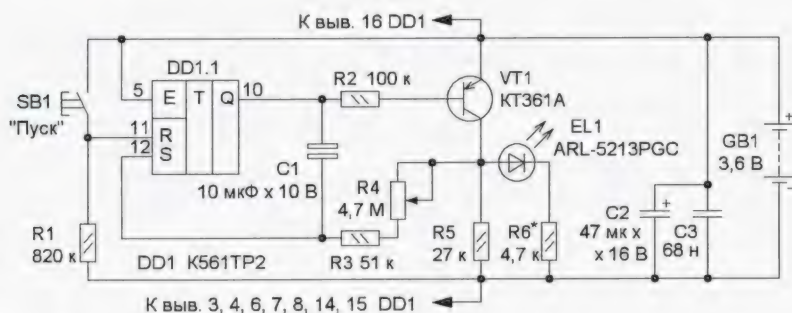 К выв. 16 DD1
DD1.1
5
E
T
Q
10
R2 100 к
VT1
КТ361А
SB1
"Пуск"
11
R
12
S
C1
10 мкФ x 10 В
EL1
ARL-5213PGC
GB1
3,6 В
+
R4
4,7 М
R1
820 к
R5
27 к
R6*
4,7 к
C2
47 мк x
x 16 В
+
C3
68 н
DD1 К561ТР2
R3 51 к
К выв. 3, 4, 6, 7, 8, 14, 15 DD1